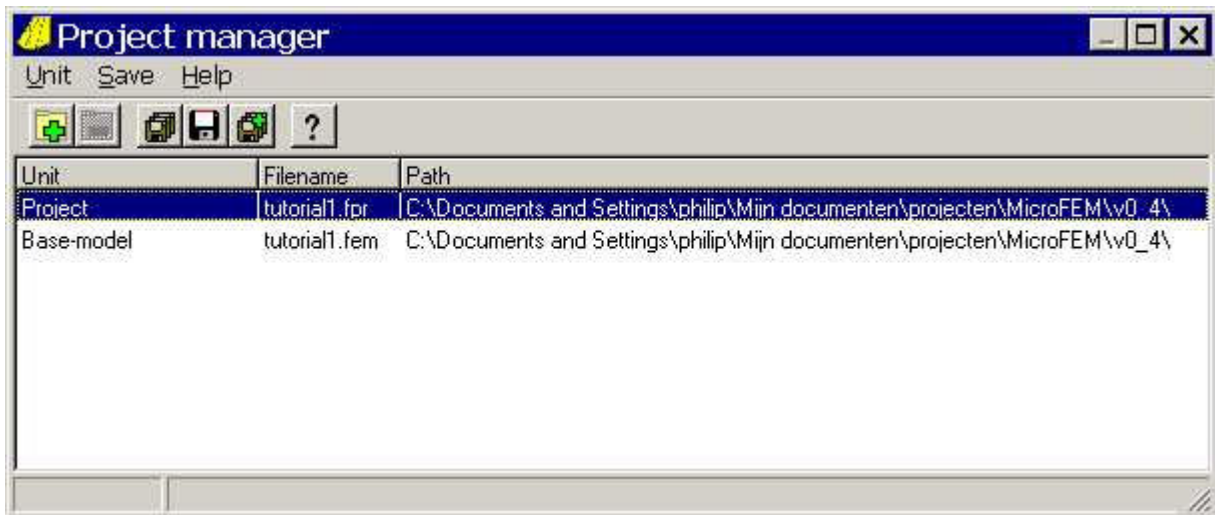 Project manager
Unit Save Help
?
Unit Filename Path
Project tutorial1.fpr C:\Documents and Settings\philip\Mijn documenten\projecten\MicroFEM\v0_4\
Base-model tutorial1.fem C:\Documents and Settings\philip\Mijn documenten\projecten\MicroFEM\v0_4\